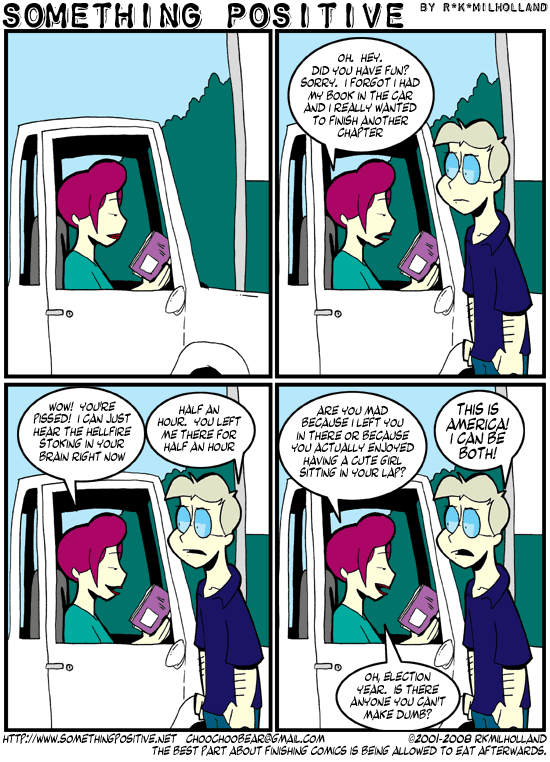 SOMETHING POSITIVE BY R*K*MILHOLLAND
OH. HEY.
DID YOU HAVE FUN?
SORRY. I FORGOT I HAD
MY BOOK IN THE CAR
AND I REALLY WANTED
TO FINISH ANOTHER
CHAPTER
WOW! YOU'RE
PISSED! I CAN JUST
HEAR THE HELLFIRE
STOKING IN YOUR
BRAIN RIGHT NOW
HALF AN
HOUR. YOU LEFT
ME THERE FOR
HALF AN HOUR
ARE YOU MAD
BECAUSE I LEFT YOU
IN THERE OR BECAUSE
YOU ACTUALLY ENJOYED
HAVING A CUTE GIRL
SITTING IN YOUR LAP?
THIS IS
AMERICA!
I CAN BE
BOTH!
OH, ELECTION
YEAR. IS THERE
ANYONE YOU CAN'T
MAKE DUMB?
HTTP://WWW.SOMETHINGPOSITIVE.NET CHOOCHOOBEAR@GMAIL.COM ©2001-2008 RKMILHOLLAND
THE BEST PART ABOUT FINISHING COMICS IS BEING ALLOWED TO EAT AFTERWARDS.